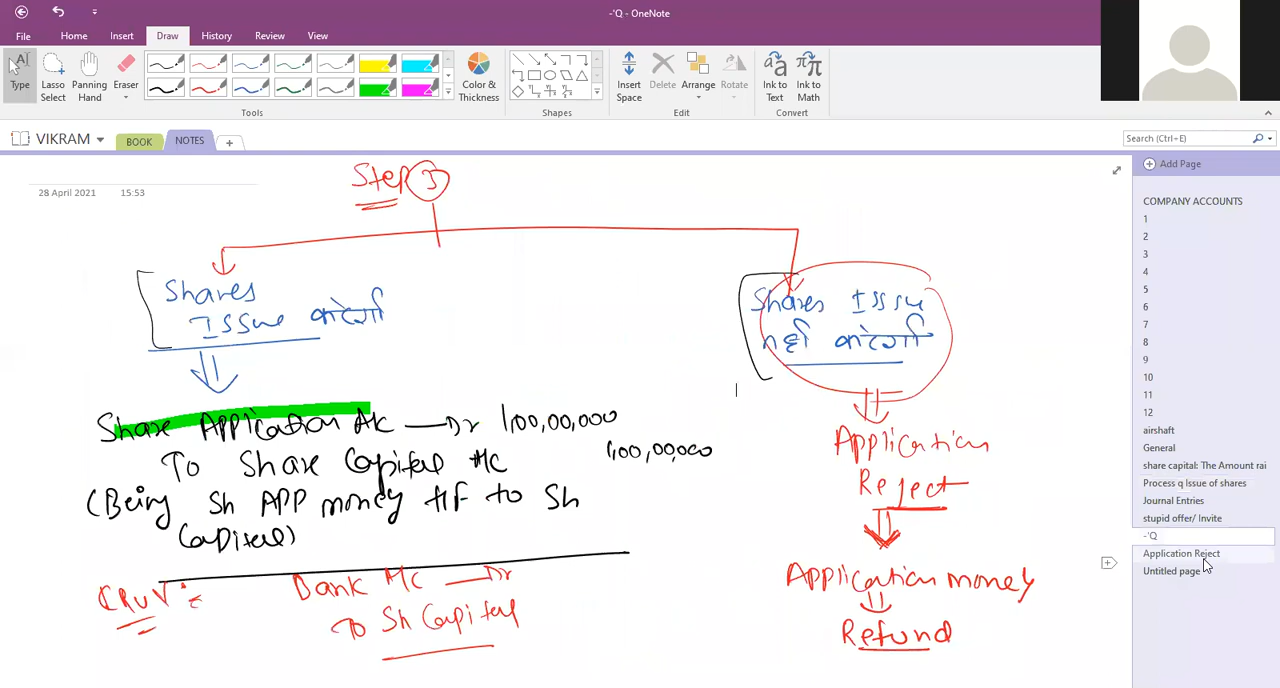 -'Q - OneNote
File Home Insert Draw History Review View
Type
Lasso Select
Panning Hand
Eraser
Color & Thickness
Insert Space
Delete
Arrange
Rotate
Ink to Text
Ink to Math
Tools
Shapes
Edit
Convert
VIKRAM
BOOK
NOTES
Search (Ctrl+E)
28 April 2021 15:53
Step 3
Shares
Issue करेगी
Share Application A/c Dr 1,00,00,000
To Share Capital A/c 1,00,00,000
(Being Sh APP money t/f to Sh
Capital)
Bank A/c Dr
To Sh Capital
Shares Issue
नही करेगी
Application
Reject
Application money
Refund
Add Page
COMPANY ACCOUNTS
1
2
3
4
5
6
7
8
9
10
11
12
airshaft
General
share capital: The Amount rai
Process q Issue of shares
Journal Entries
stupid offer/ Invite
-'Q
Application Reject
Untitled page